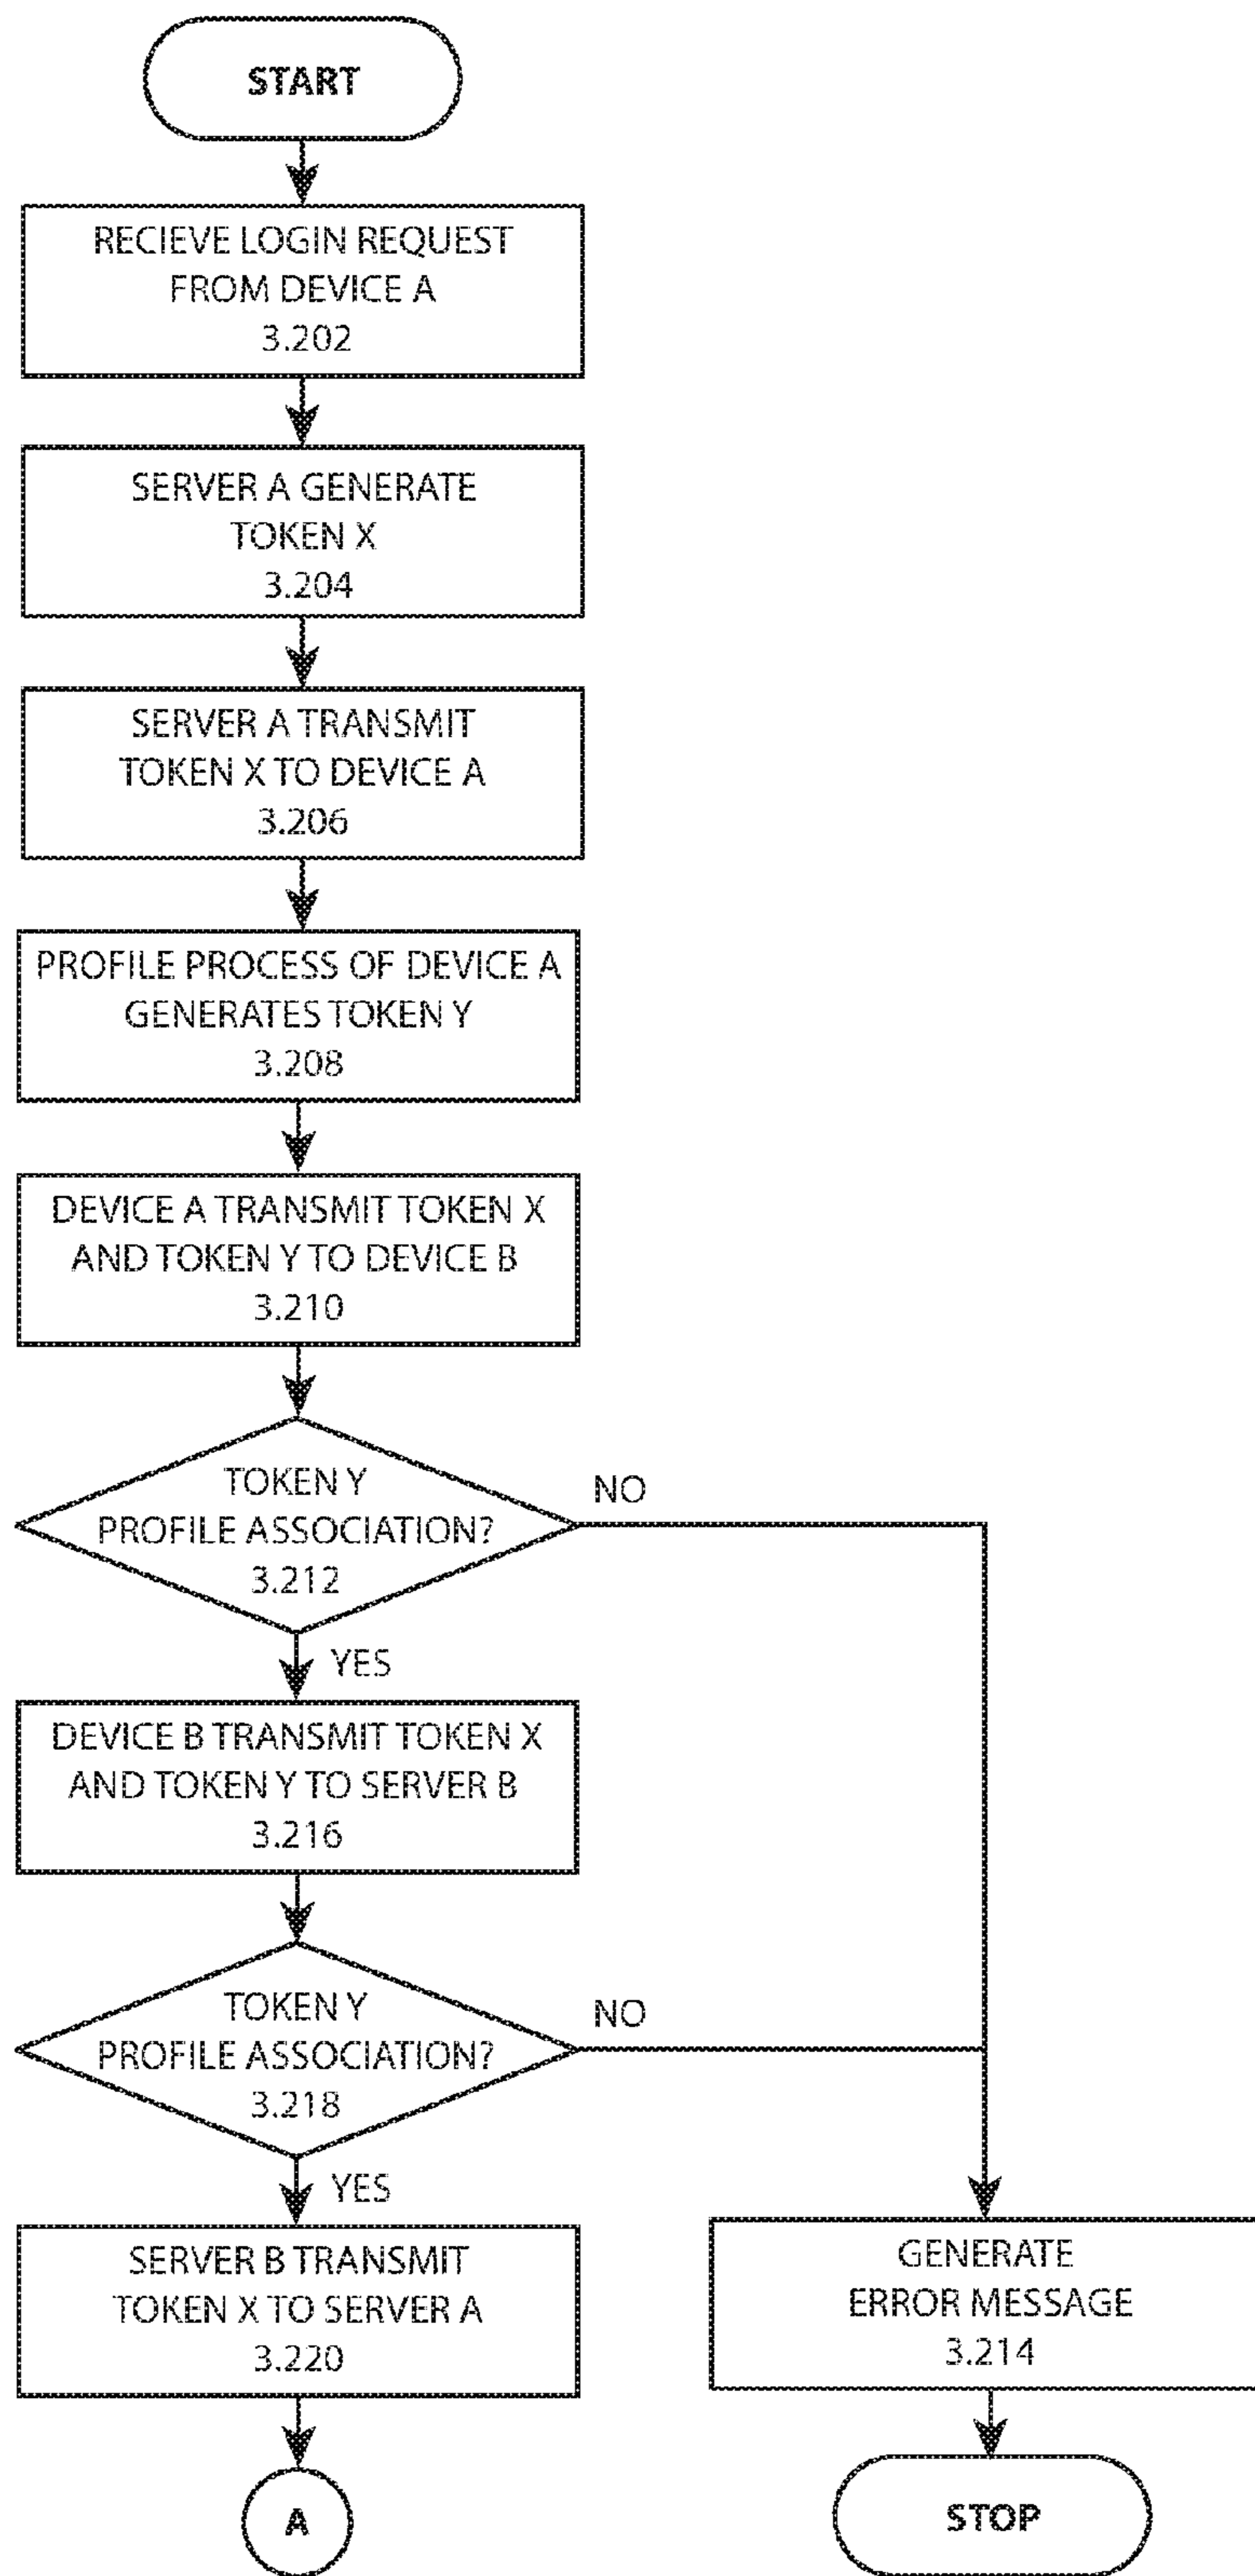 START
RECIEVE LOGIN REQUEST
FROM DEVICE A
3.202
SERVER A GENERATE
TOKEN X
3.204
SERVER A TRANSMIT
TOKEN X TO DEVICE A
3.206
PROFILE PROCESS OF DEVICE A
GENERATES TOKEN Y
3.208
DEVICE A TRANSMIT TOKEN X
AND TOKEN Y TO DEVICE B
3.210
TOKEN Y
PROFILE ASSOCIATION?
3.212
NO
YES
DEVICE B TRANSMIT TOKEN X
AND TOKEN Y TO SERVER B
3.216
TOKEN Y
PROFILE ASSOCIATION?
3.218
NO
YES
SERVER B TRANSMIT
TOKEN X TO SERVER A
3.220
GENERATE
ERROR MESSAGE
3.214
A
STOP